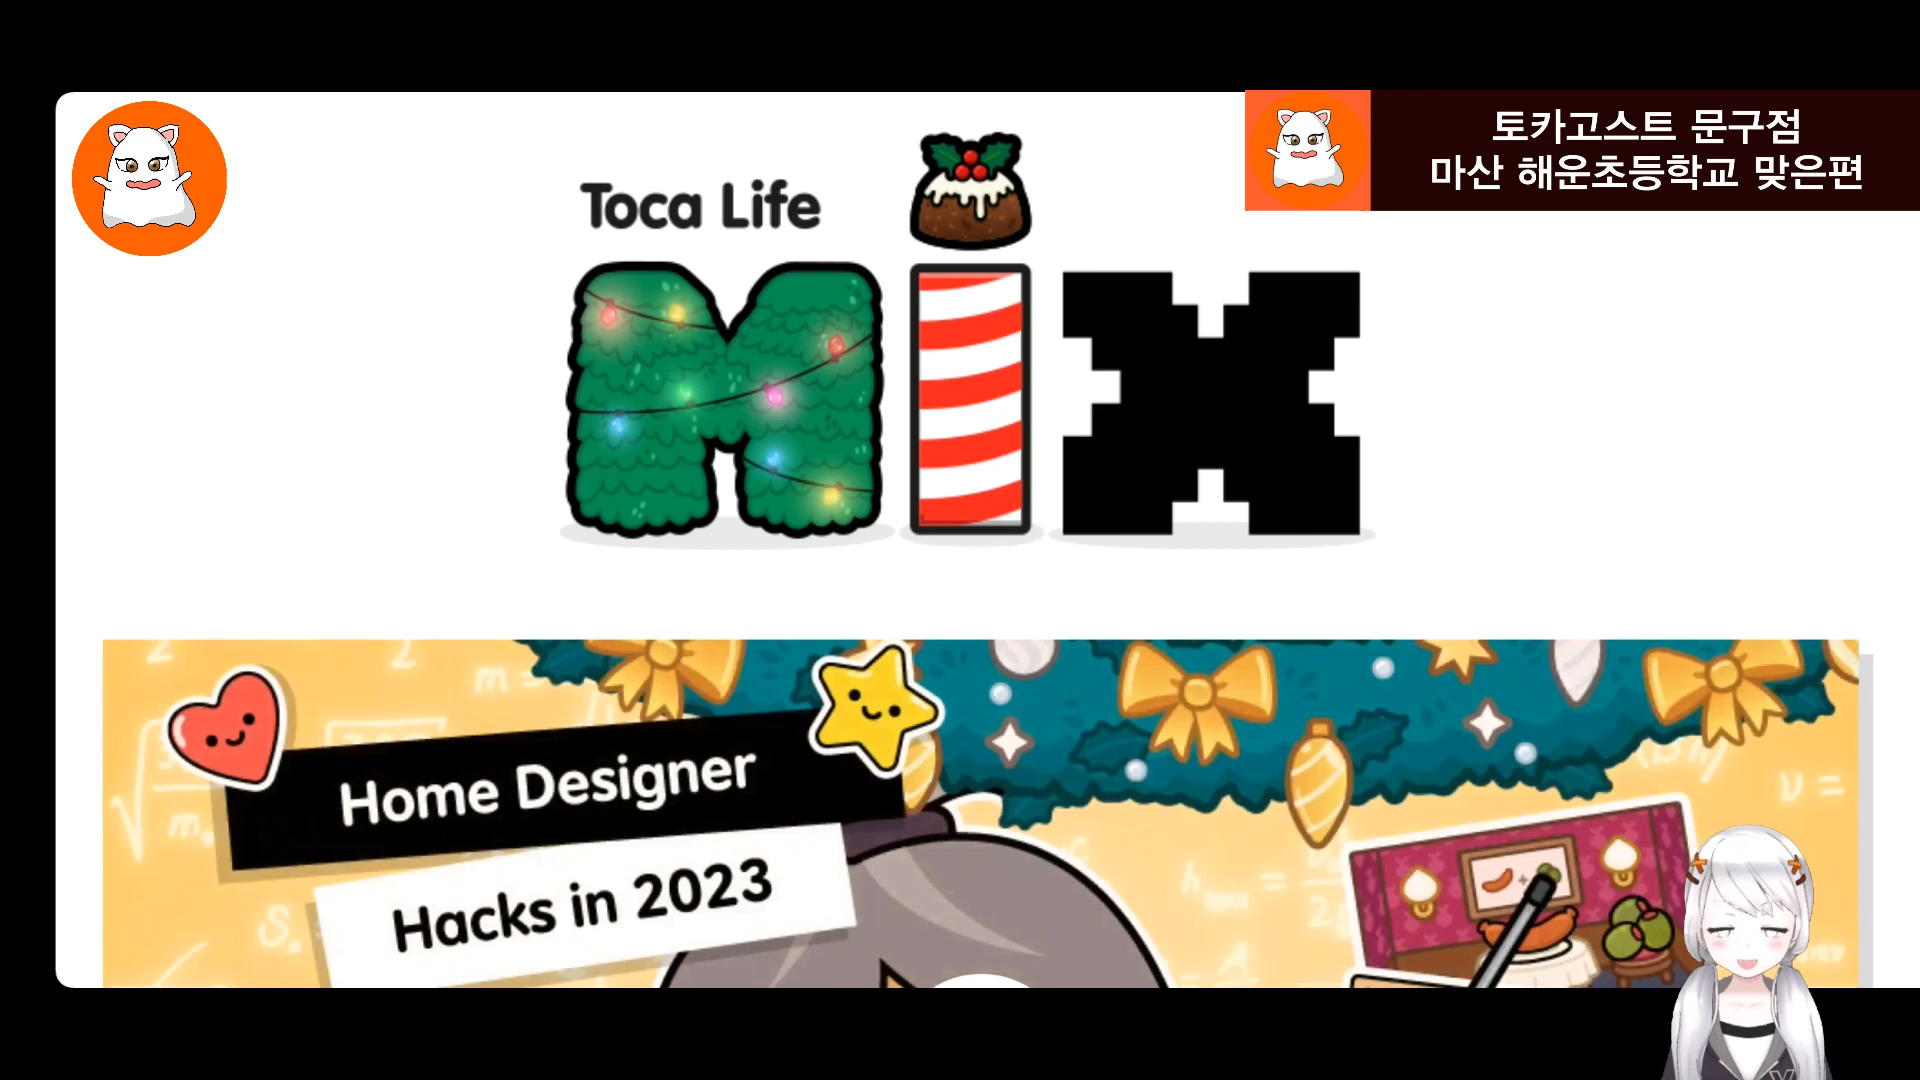 토카고스트 문구점
마산 해운초등학교 맞은편
Toca Life
MiX
Home Designer
Hacks in 2023